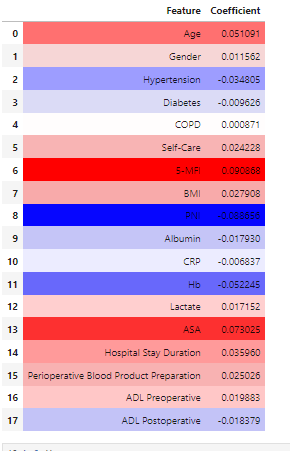 Feature Coefficient
0 Age 0.051091
1 Gender 0.011562
2 Hypertension -0.034805
3 Diabetes -0.009626
4 COPD 0.000871
5 Self-Care 0.024228
6 5-MFI 0.090868
7 BMI 0.027908
8 PNI
9 Albumin -0.017930
10 CRP -0.006837
11 Hb -0.052245
12 Lactate 0.017152
13 ASA 0.073025
14 Hospital Stay Duration 0.035960
15 Perioperative Blood Product Preparation 0.025026
16 ADL Preoperative 0.019883
17 ADL Postoperative -0.018379